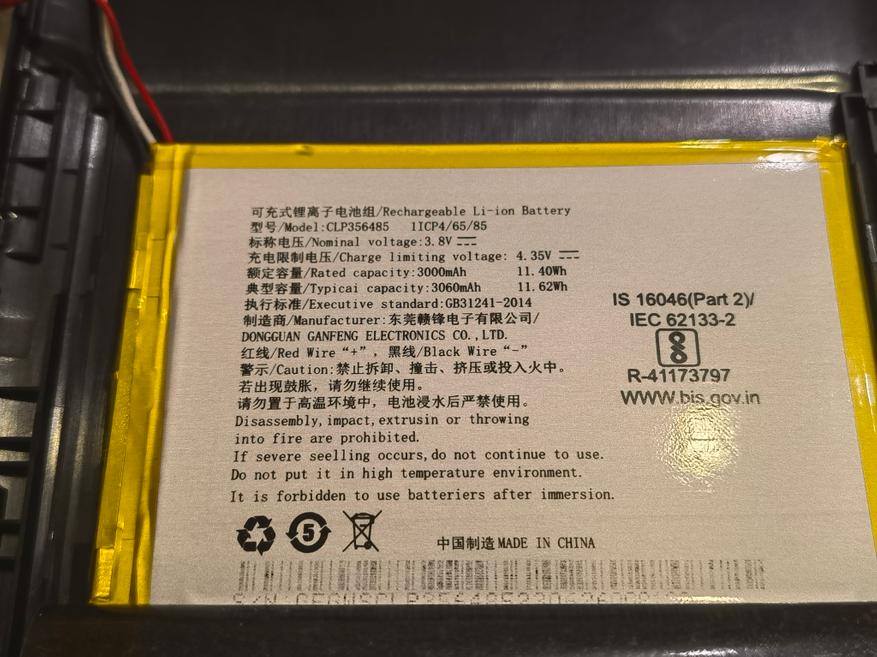 可充式锂离子电池组/Rechargeable Li-ion Battery
型号/Model:CLP356485 1ICP4/65/85
标称电压/Nominal voltage:3.8V
充电限制电压/Charge limiting voltage: 4.35V
额定容量/Rated capacity:3000mAh 11.40Wh
典型容量/Typicai capacity:3060mAh 11.62Wh
执行标准/Executive standard:GB31241-2014
制造商/Manufacturer:东莞赣锋电子有限公司/
DONGGUAN GANFENG ELECTRONICS CO.,LTD.
红线/Red Wire“+”, 黑线/Black Wire“-”
警示/Caution:禁止拆卸、撞击、挤压或投入火中。
若出现鼓胀,请勿继续使用。
请勿置于高温环境中,电池浸水后严禁使用。
Disassembly,impact,extrusin or throwing
into fire are prohibited.
If severe seelling occurs,do not continue to use.
Do not put it in high temperature environment.
It is forbidden to use batteriers after immersion.
5
中国制造MADE IN CHINA
IS 16046(Part 2)/
IEC 62133-2
R-41173797
WWW.bis.gov.in
S/N